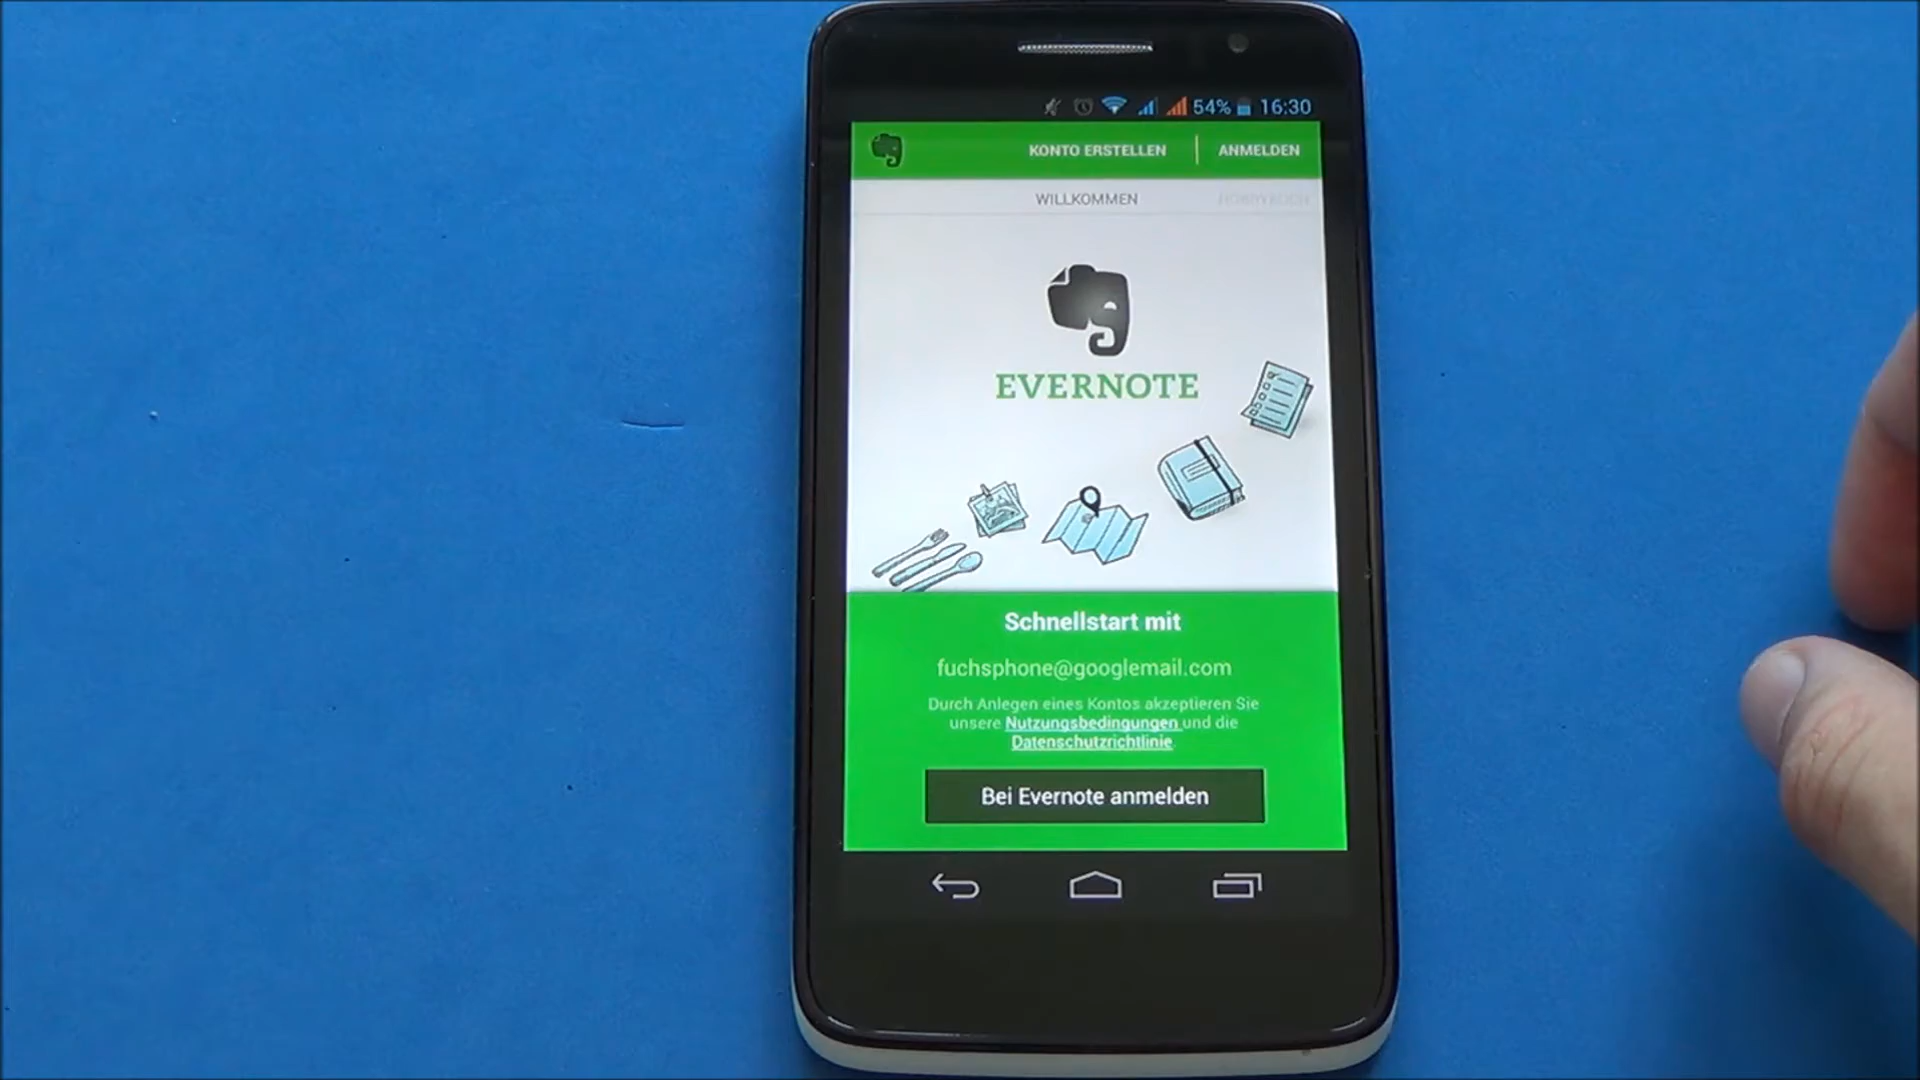 54% 16:30
KONTO ERSTELLEN ANMELDEN
WILLKOMMEN
EVERNOTE
Schnellstart mit
fuchsphone@googlemail.com
Durch Anlegen eines Kontos akzeptieren Sie
unsere Nutzungsbedingungen und die
Datenschutzrichtlinie
Bei Evernote anmelden